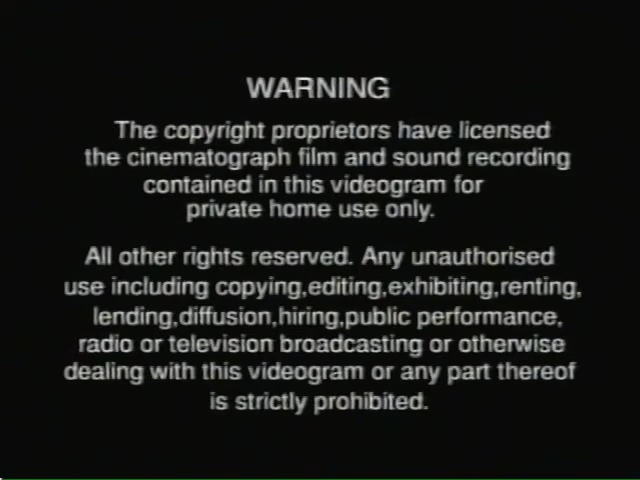 WARNING
The copyright proprietors have licensed
the cinematograph film and sound recording
contained in this videogram for
private home use only.
All other rights reserved. Any unauthorised
use including copying,editing,exhibiting,renting,
lending,diffusion,hiring,public performance,
radio or television broadcasting or otherwise
dealing with this videogram or any part thereof
is strictly prohibited.